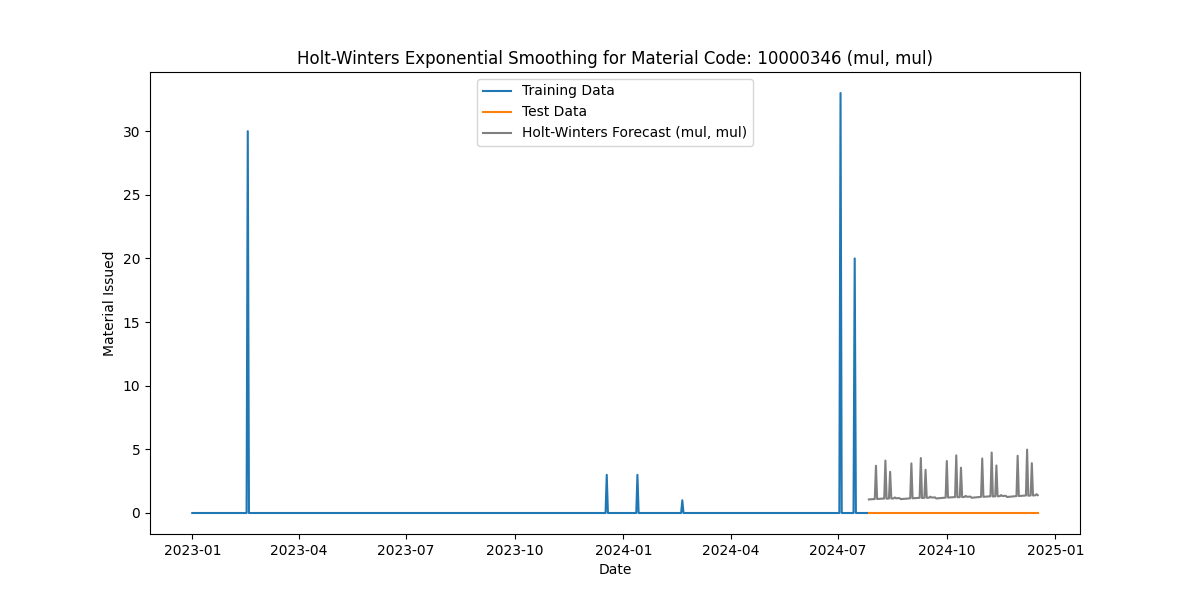 Holt-Winters Exponential Smoothing for Material Code: 10000346 (mul, mul)
Training Data
Test Data
Holt-Winters Forecast (mul, mul)
Material Issued
30
25
20
15
10
5
0
2023-01 2023-04 2023-07 2023-10 2024-01 2024-04 2024-07 2024-10 2025-01
Date